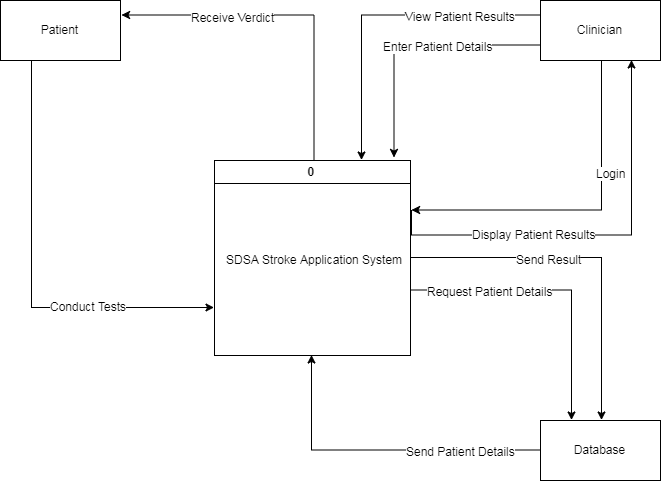 Patient
Receive Verdict
View Patient Results
Clinician
Enter Patient Details
0
Login
Display Patient Results
SDSA Stroke Application System
Send Result
Request Patient Details
Conduct Tests
Send Patient Details
Database